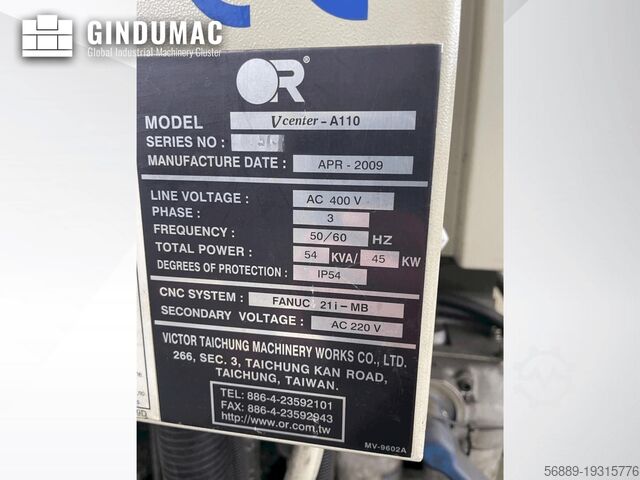 GINDUMAC
Global Industrial Machinery Cluster
OR®
MODEL Vcenter-A110
SERIES NO :
MANUFACTURE DATE : APR - 2009
LINE VOLTAGE : AC 400 V
PHASE : 3
FREQUENCY : 50/60 HZ
TOTAL POWER : 54 KVA/ 45 KW
DEGREES OF PROTECTION : IP54
CNC SYSTEM : FANUC 21i-MB
SECONDARY VOLTAGE : AC 220 V
VICTOR TAICHUNG MACHINERY WORKS CO., LTD.
266, SEC. 3, TAICHUNG KAN ROAD,
TAICHUNG, TAIWAN.
TEL: 886-4-23592101
FAX: 886-4-23592943
http://www.or.com.tw
MV-9602A
56889-19315776